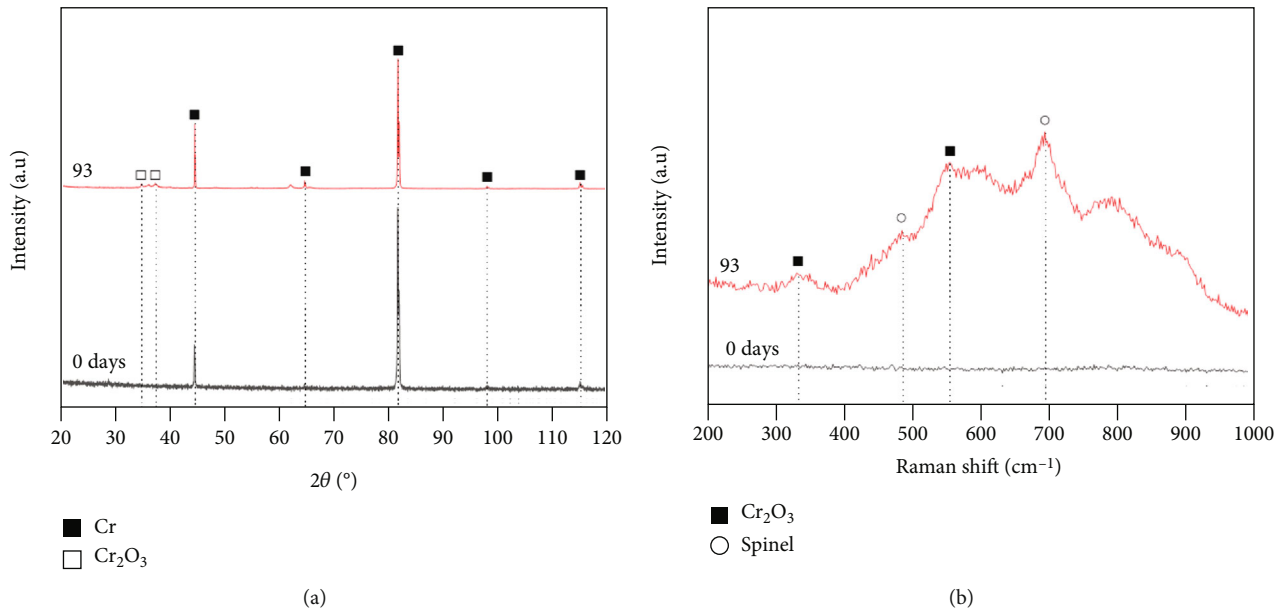 Intensity (a.u)
93
0 days
20 30 40 50 60 70 80 90 100 110 120
2θ (°)
Cr
Cr₂O₃
(a)
Intensity (a.u)
93
0 days
200 300 400 500 600 700 800 900 1000
Raman shift (cm⁻¹)
Cr₂O₃
Spinel
(b)